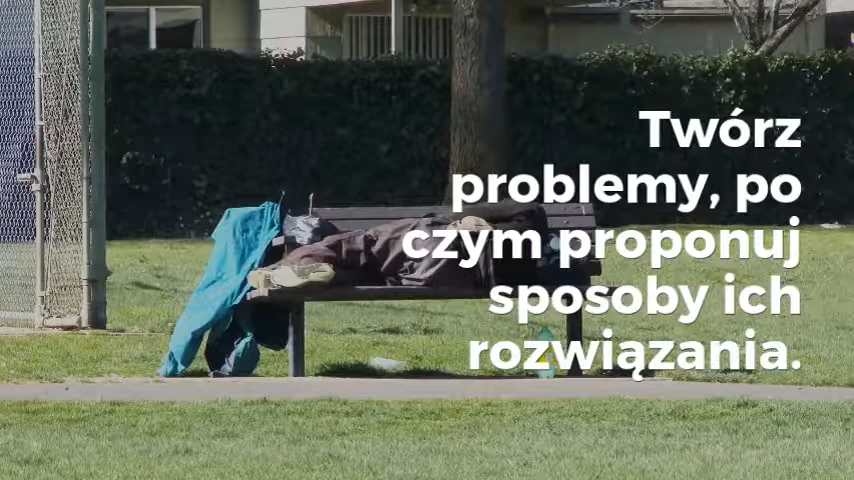 Twórz
problemy, po
czym proponuj
sposoby ich
rozwiązania.